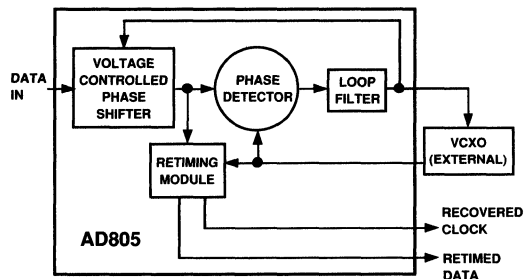 VOLTAGE
CONTROLLED
PHASE
SHIFTER
DATA
IN
PHASE
DETECTOR
LOOP
FILTER
VCXO
(EXTERNAL)
RETIMING
MODULE
RECOVERED
CLOCK
AD805
RETIMED
DATA